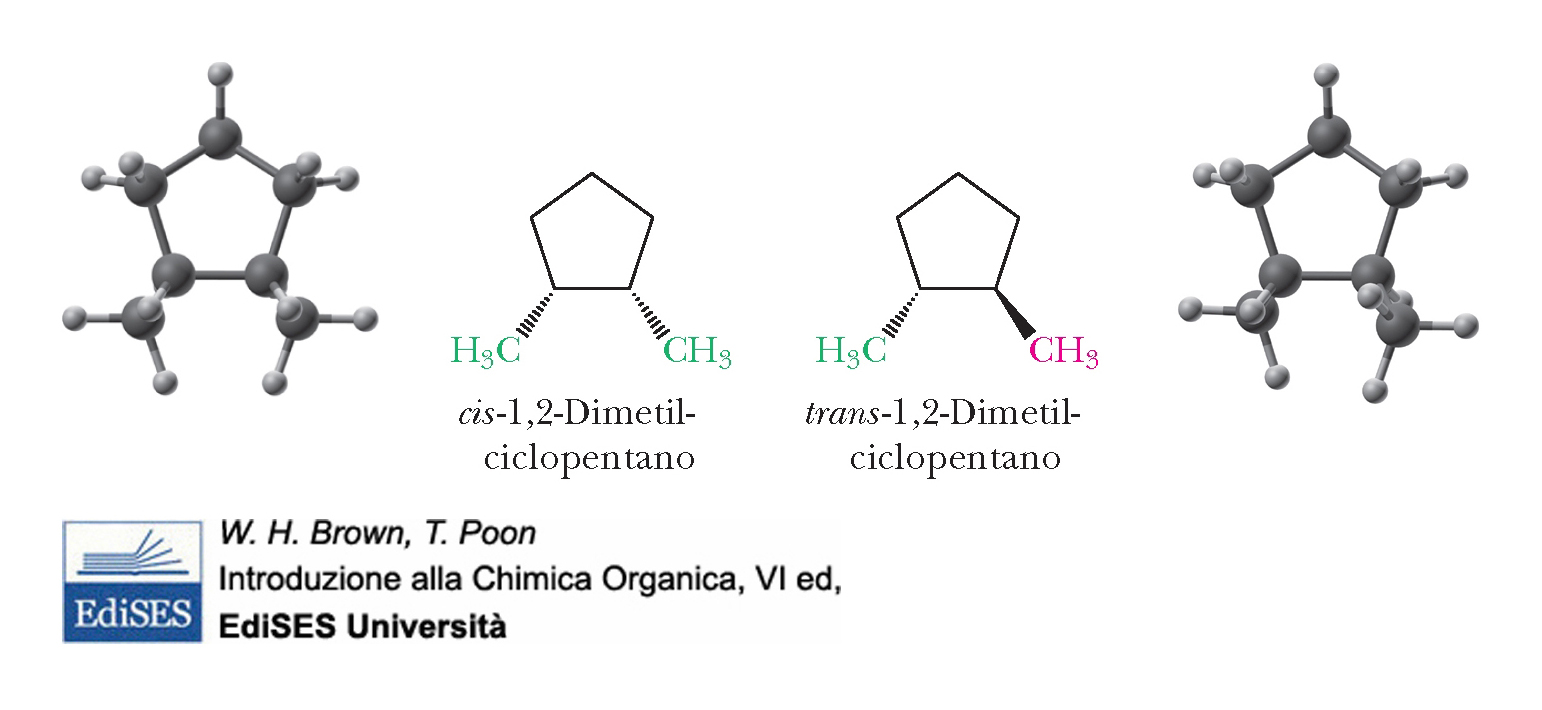 H₃C CH₃ H₃C CH₃
cis-1,2-Dimetil-
ciclopentano
trans-1,2-Dimetil-
ciclopentano
EdiSES
W. H. Brown, T. Poon
Introduzione alla Chimica Organica, VI ed,
EdiSES Università